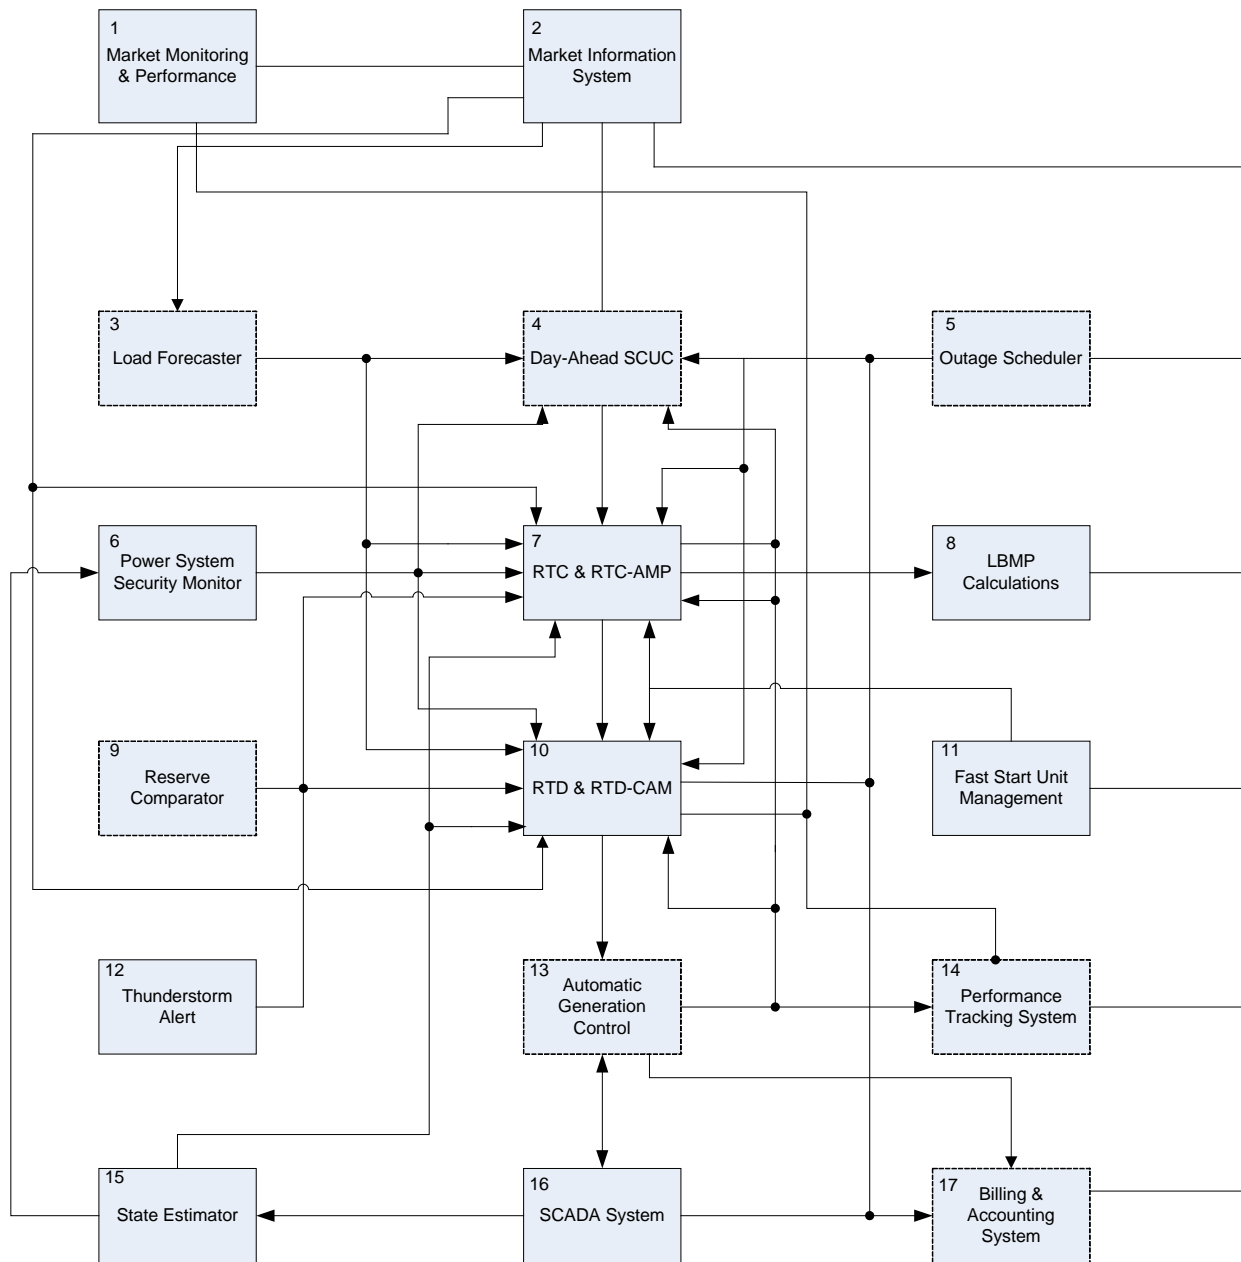 1
Market Monitoring
& Performance
2
Market Information
System
3
Load Forecaster
4
Day-Ahead SCUC
5
Outage Scheduler
6
Power System
Security Monitor
7
RTC & RTC-AMP
8
LBMP
Calculations
9
Reserve
Comparator
10
RTD & RTD-CAM
11
Fast Start Unit
Management
12
Thunderstorm
Alert
13
Automatic
Generation
Control
14
Performance
Tracking System
15
State Estimator
16
SCADA System
17
Billing &
Accounting
System